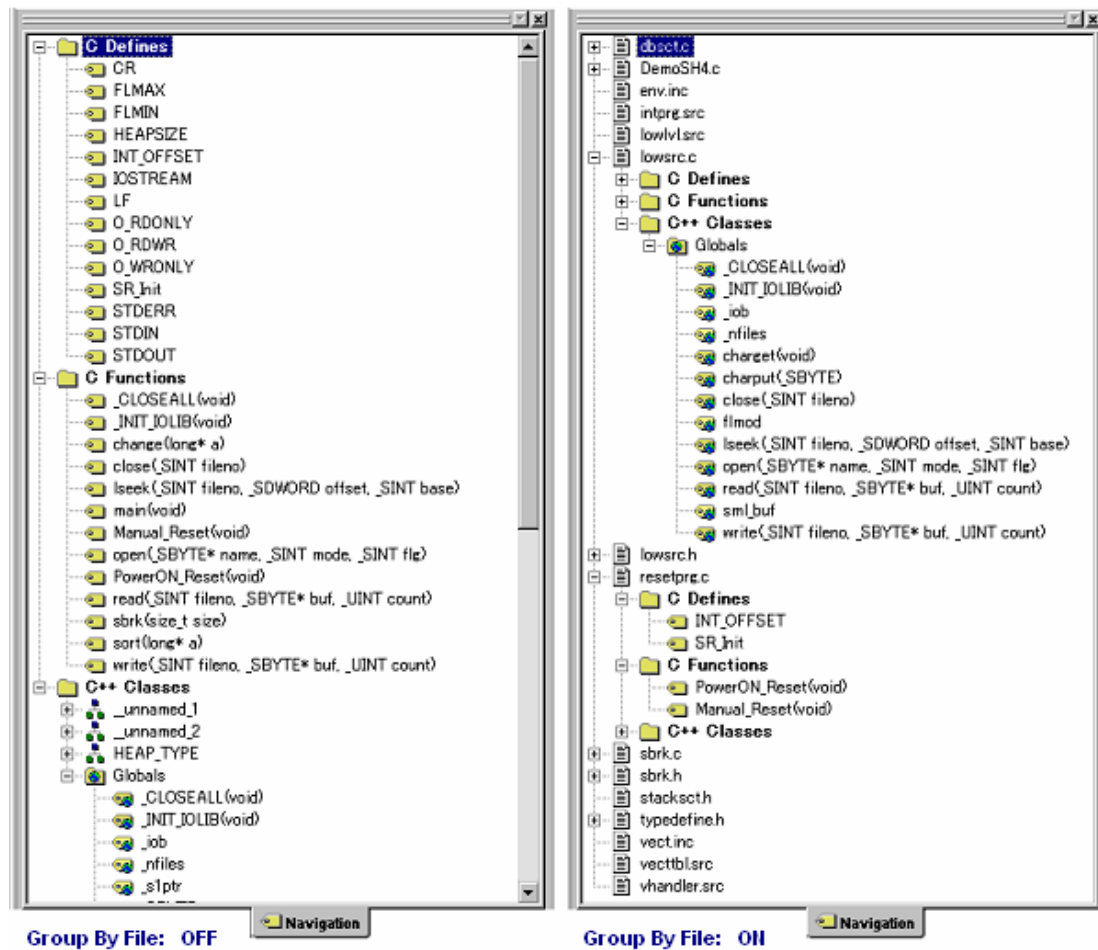 C Defines
CR
FLMAX
FLMIN
HEAPSIZE
INT_OFFSET
IOSTREAM
LF
O_RDONLY
O_RDWR
O_WRONLY
SR_Init
STDERR
STDIN
STDOUT
C Functions
_CLOSEALL(void)
_INIT_IOLIB(void)
change(long* a)
close(_SINT fileno)
lseek(_SINT fileno, _SDWORD offset, _SINT base)
main(void)
Manual_Reset(void)
open(_SBYTE* name, _SINT mode, _SINT flg)
PowerON_Reset(void)
read(_SINT fileno, _SBYTE* buf, _UINT count)
sbrk(size_t size)
sort(long* a)
write(_SINT fileno, _SBYTE* buf, _UINT count)
C++ Classes
__unnamed_1
__unnamed_2
HEAP_TYPE
Globals
_CLOSEALL(void)
_INIT_IOLIB(void)
_iob
_nfiles
_s1ptr
Navigation
Group By File: OFF
dbsct.c
DemoSH4.c
env.inc
intprg.src
lowlvl.src
lowsrc.c
C Defines
C Functions
C++ Classes
Globals
_CLOSEALL(void)
_INIT_IOLIB(void)
_iob
_nfiles
charget(void)
charput(_SBYTE)
close(_SINT fileno)
flmod
lseek(_SINT fileno, _SDWORD offset, _SINT base)
open(_SBYTE* name, _SINT mode, _SINT flg)
read(_SINT fileno, _SBYTE* buf, _UINT count)
sml_buf
write(_SINT fileno, _SBYTE* buf, _UINT count)
lowsrc.h
resetprg.c
C Defines
INT_OFFSET
SR_Init
C Functions
PowerON_Reset(void)
Manual_Reset(void)
C++ Classes
sbrk.c
sbrk.h
stacksct.h
typedefine.h
vect.inc
vecttbl.src
vhandler.src
Navigation
Group By File: ON